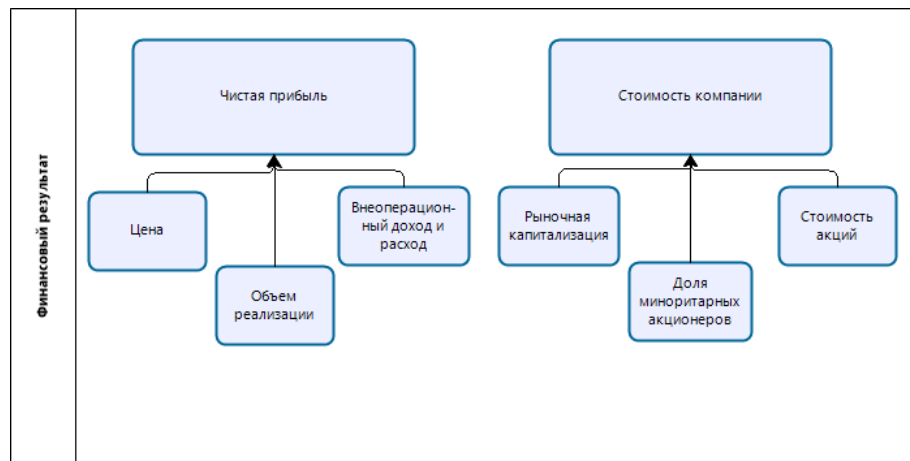 Финансовый результат
Чистая прибыль
Стоимость компании
Цена
Объем
реализации
Внеоперацион-
ный доход и
расход
Рыночная
капитализация
Доля
миноритарных
акционеров
Стоимость
акций